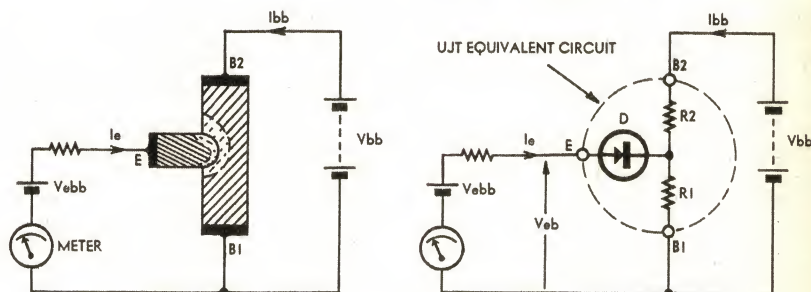 Ibb
B2
Ie
E
Vbb
Vebb
METER
B1
UJT EQUIVALENT CIRCUIT
Ibb
B2
D
R2
Ie
E
Vbb
Vebb
R1
Veb
B1